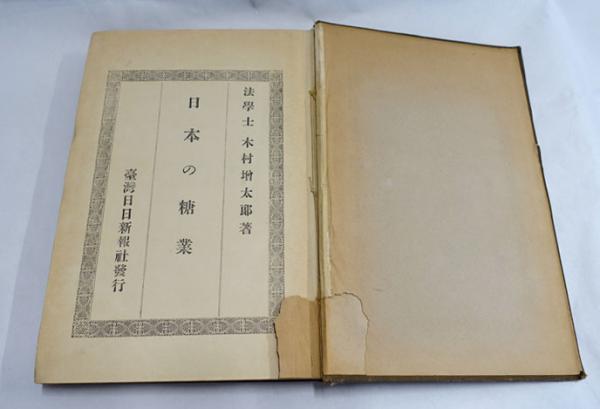 法學士 木村增太郞著
日本の糖業
臺灣日日新報社發行